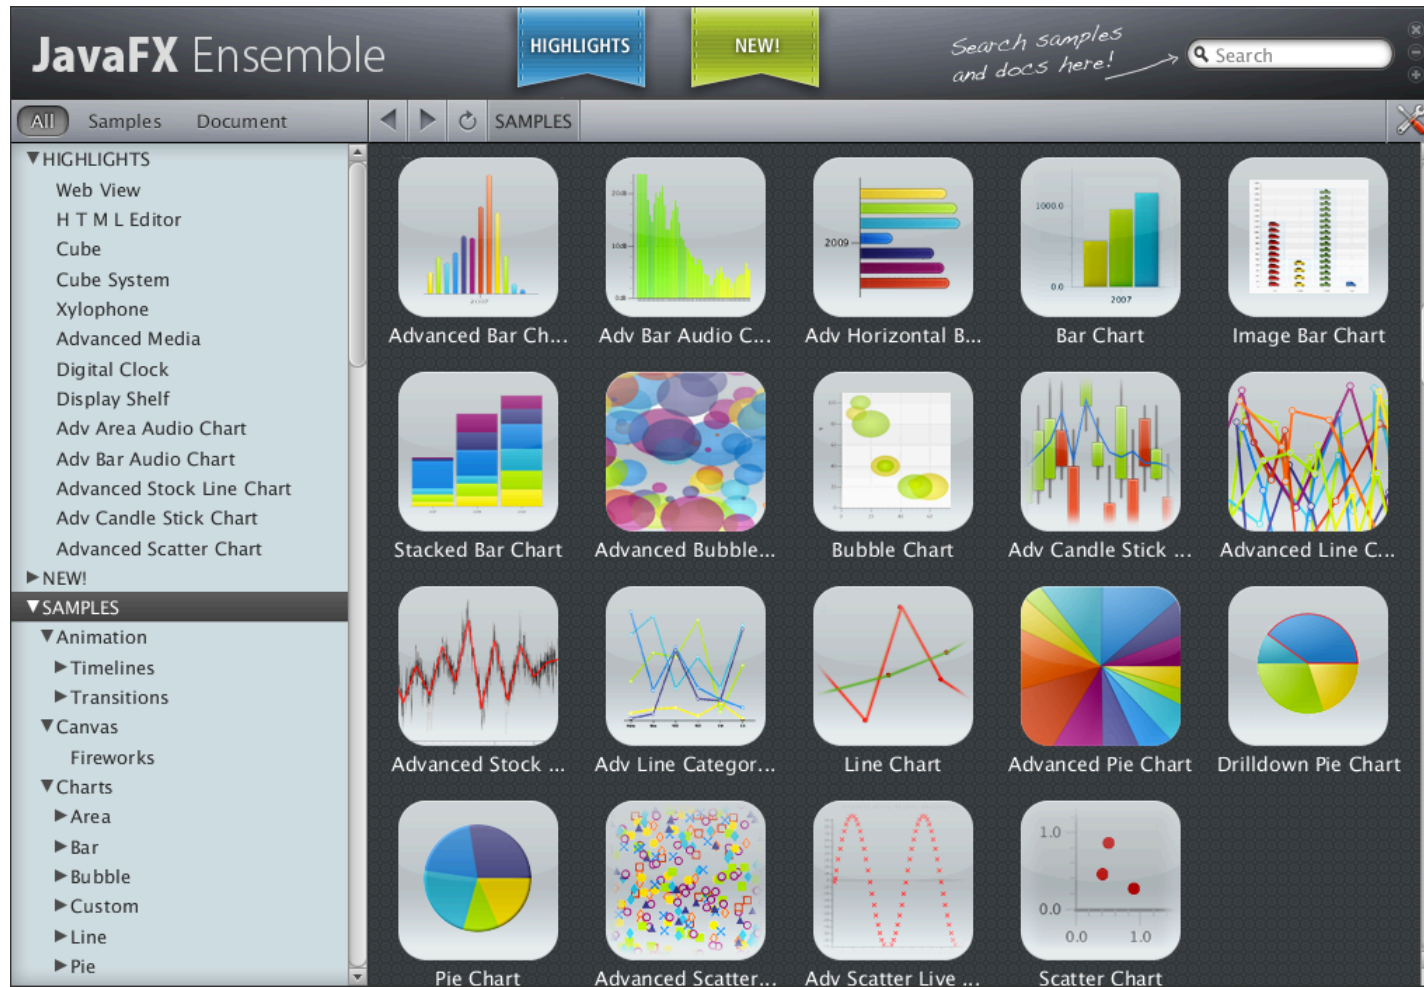 JavaFX Ensemble
HIGHLIGHTS
NEW!
Search samples
and docs here!
Search
All
Samples
Document
SAMPLES
HIGHLIGHTS
Web View
H T M L Editor
Cube
Cube System
Xylophone
Advanced Media
Digital Clock
Display Shelf
Adv Area Audio Chart
Adv Bar Audio Chart
Advanced Stock Line Chart
Adv Candle Stick Chart
Advanced Scatter Chart
NEW!
SAMPLES
Animation
Timelines
Transitions
Canvas
Fireworks
Charts
Area
Bar
Bubble
Custom
Line
Pie
Advanced Bar Ch...
Adv Bar Audio C...
2009
Adv Horizontal B...
1000.0
0.0
2007
Bar Chart
Image Bar Chart
Stacked Bar Chart
Advanced Bubble...
Bubble Chart
Adv Candle Stick ...
Advanced Line C...
Advanced Stock ...
Adv Line Categor...
Line Chart
Advanced Pie Chart
Drilldown Pie Chart
Pie Chart
Advanced Scatter...
Adv Scatter Live ...
1.0
0.0
0.0 1.0
Scatter Chart